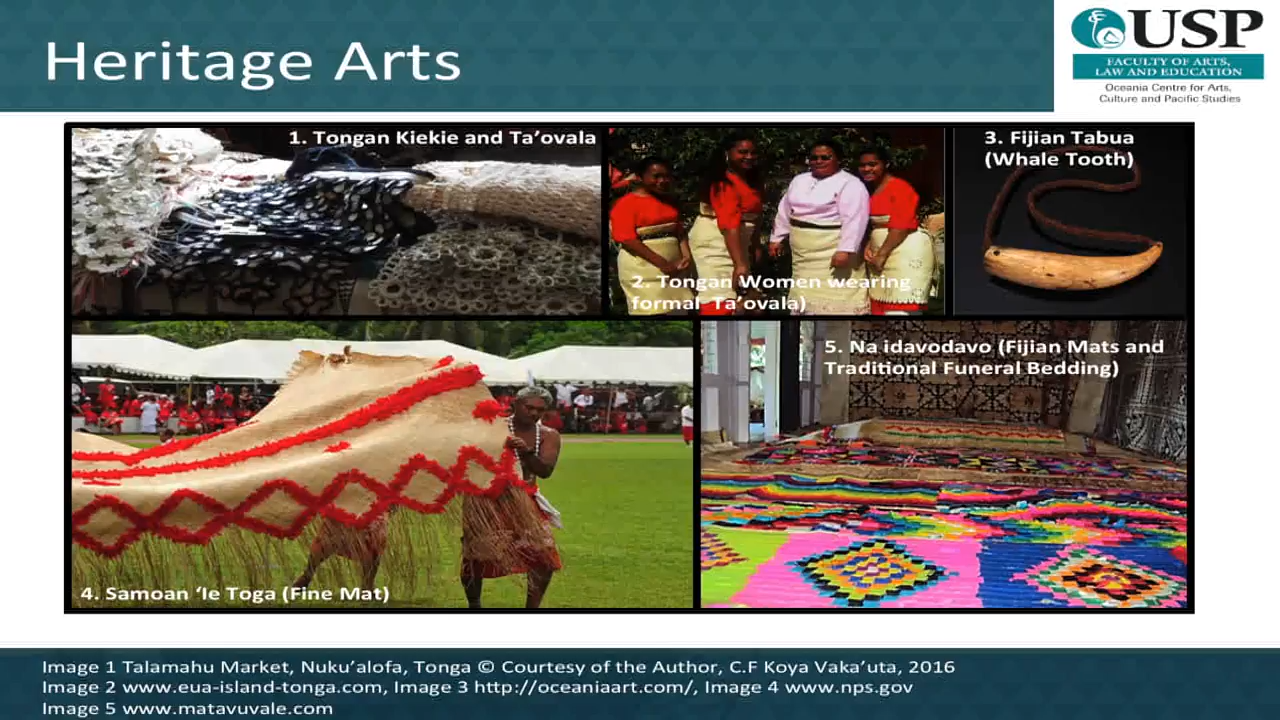 Heritage Arts
USP
FACULTY OF ARTS,
LAW AND EDUCATION
Oceania Centre for Arts,
Culture and Pacific Studies
1. Tongan Kiekie and Ta’ovala
2. Tongan Women wearing
formal Ta’ovala)
3. Fijian Tabua
(Whale Tooth)
4. Samoan ‘Ie Toga (Fine Mat)
5. Na idavodavo (Fijian Mats and
Traditional Funeral Bedding)
Image 1 Talamahu Market, Nuku’alofa, Tonga © Courtesy of the Author, C.F Koya Vaka’uta, 2016
Image 2 www.eua-island-tonga.com, Image 3 http://oceaniaart.com/, Image 4 www.nps.gov
Image 5 www.matavuvale.com